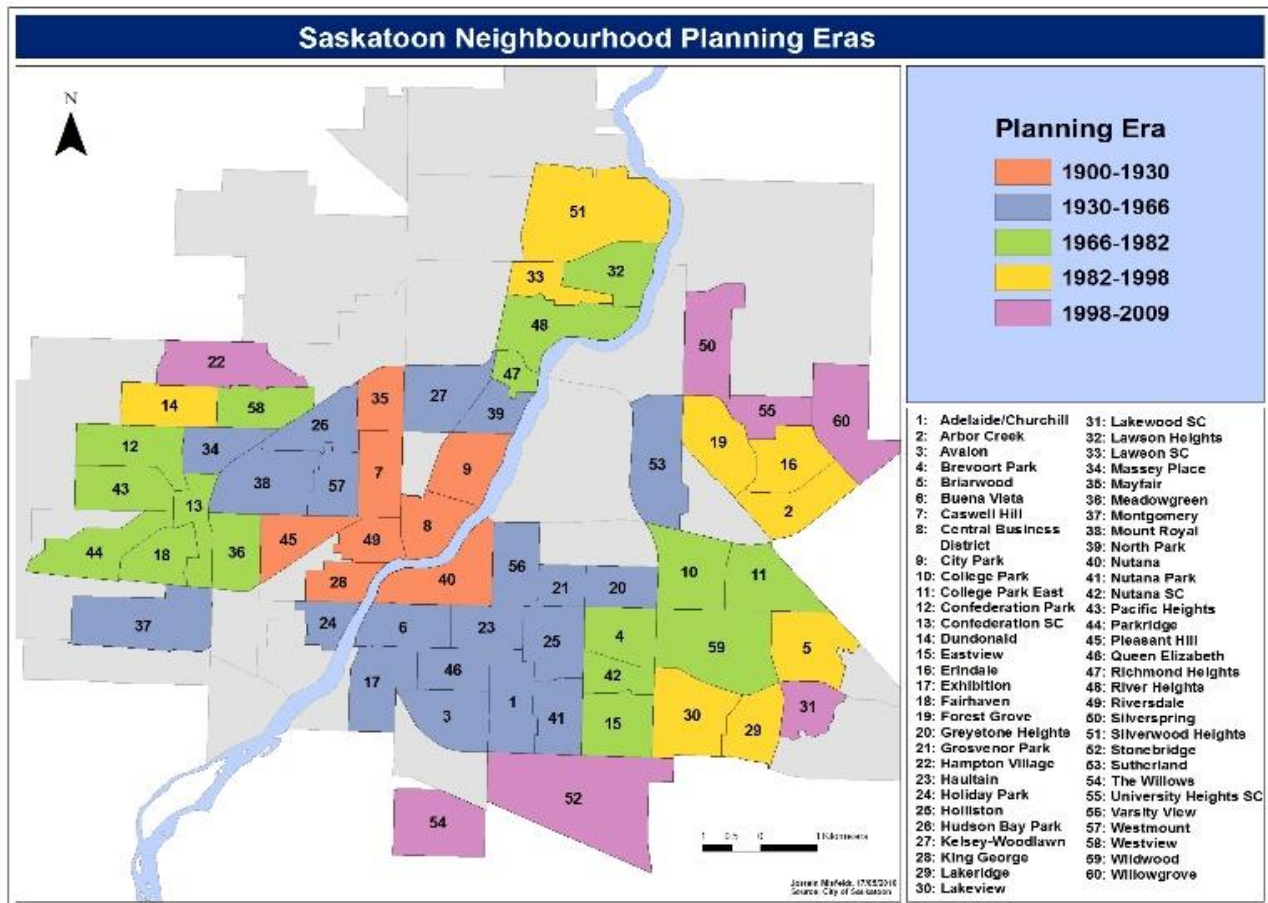 Saskatoon Neighbourhood Planning Eras
N
Planning Era
1900-1930
1930-1966
1966-1982
1982-1998
1998-2009
51
33
32
48
47
50
22
14
58
35
27
39
26
55
60
19
16
2
12
34
53
9
7
38
57
43
13
8
45
49
44
18
36
56
10
11
28
40
21
20
37
24
6
23
25
4
59
5
46
42
17
31
3
1
41
15
30
29
52
54
1 0.5 0 1 Kilometers
Source: City of Saskatoon
1: Adelaide/Churchill
2: Arbor Creek
3: Avalon
4: Brevoort Park
5: Briarwood
6: Buena Vista
7: Caswell Hill
8: Central Business
District
9: City Park
10: College Park
11: College Park East
12: Confederation Park
13: Confederation SC
14: Dundonald
15: Eastview
16: Erindale
17: Exhibition
18: Fairhaven
19: Forest Grove
20: Greystone Heights
21: Grosvenor Park
22: Hampton Village
23: Haultain
24: Holiday Park
25: Holliston
26: Hudson Bay Park
27: Kelsey-Woodlawn
28: King George
29: Lakeridge
30: Lakeview
31: Lakewood SC
32: Lawson Heights
33: Lawson SC
34: Massey Place
35: Mayfair
36: Meadowgreen
37: Montgomery
38: Mount Royal
39: North Park
40: Nutana
41: Nutana Park
42: Nutana SC
43: Pacific Heights
44: Parkridge
45: Pleasant Hill
46: Queen Elizabeth
47: Richmond Heights
48: River Heights
49: Riversdale
50: Silverspring
51: Silverwood Heights
52: Stonebridge
53: Sutherland
54: The Willows
55: University Heights SC
56: Varsity View
57: Westmount
58: Westview
59: Wildwood
60: Willowgrove